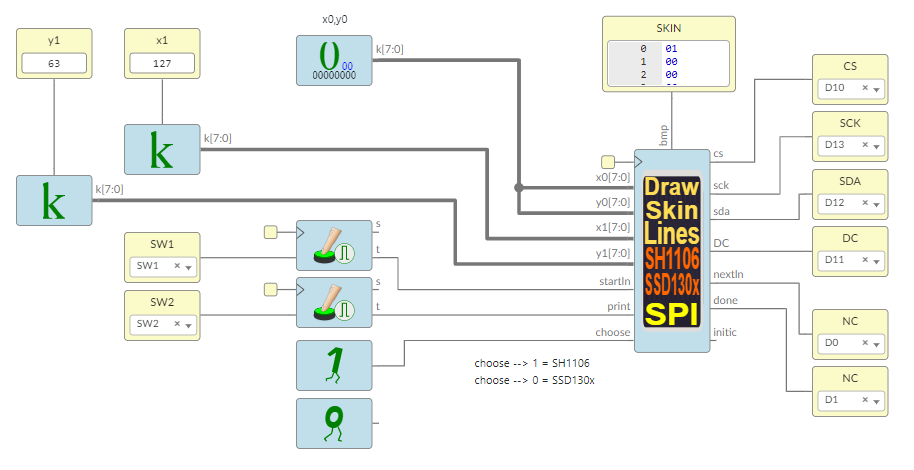 x0,y0
y1
63
x1
127
0
00
00000000
k[7:0]
SKIN
0 01
1 00
2 00
k
k[7:0]
k
k[7:0]
bmp
cs
x0[7:0]
y0[7:0]
x1[7:0]
y1[7:0]
startIn
print
choose
Draw
Skin
Lines
SH1106
SSD130x
SPI
sck
sda
DC
nextIn
done
initic
CS
D10
SCK
D13
SDA
D12
DC
D11
NC
D0
NC
D1
SW1
SW1
s
t
SW2
SW2
s
t
1
0
choose --> 1 = SH1106
choose --> 0 = SSD130x